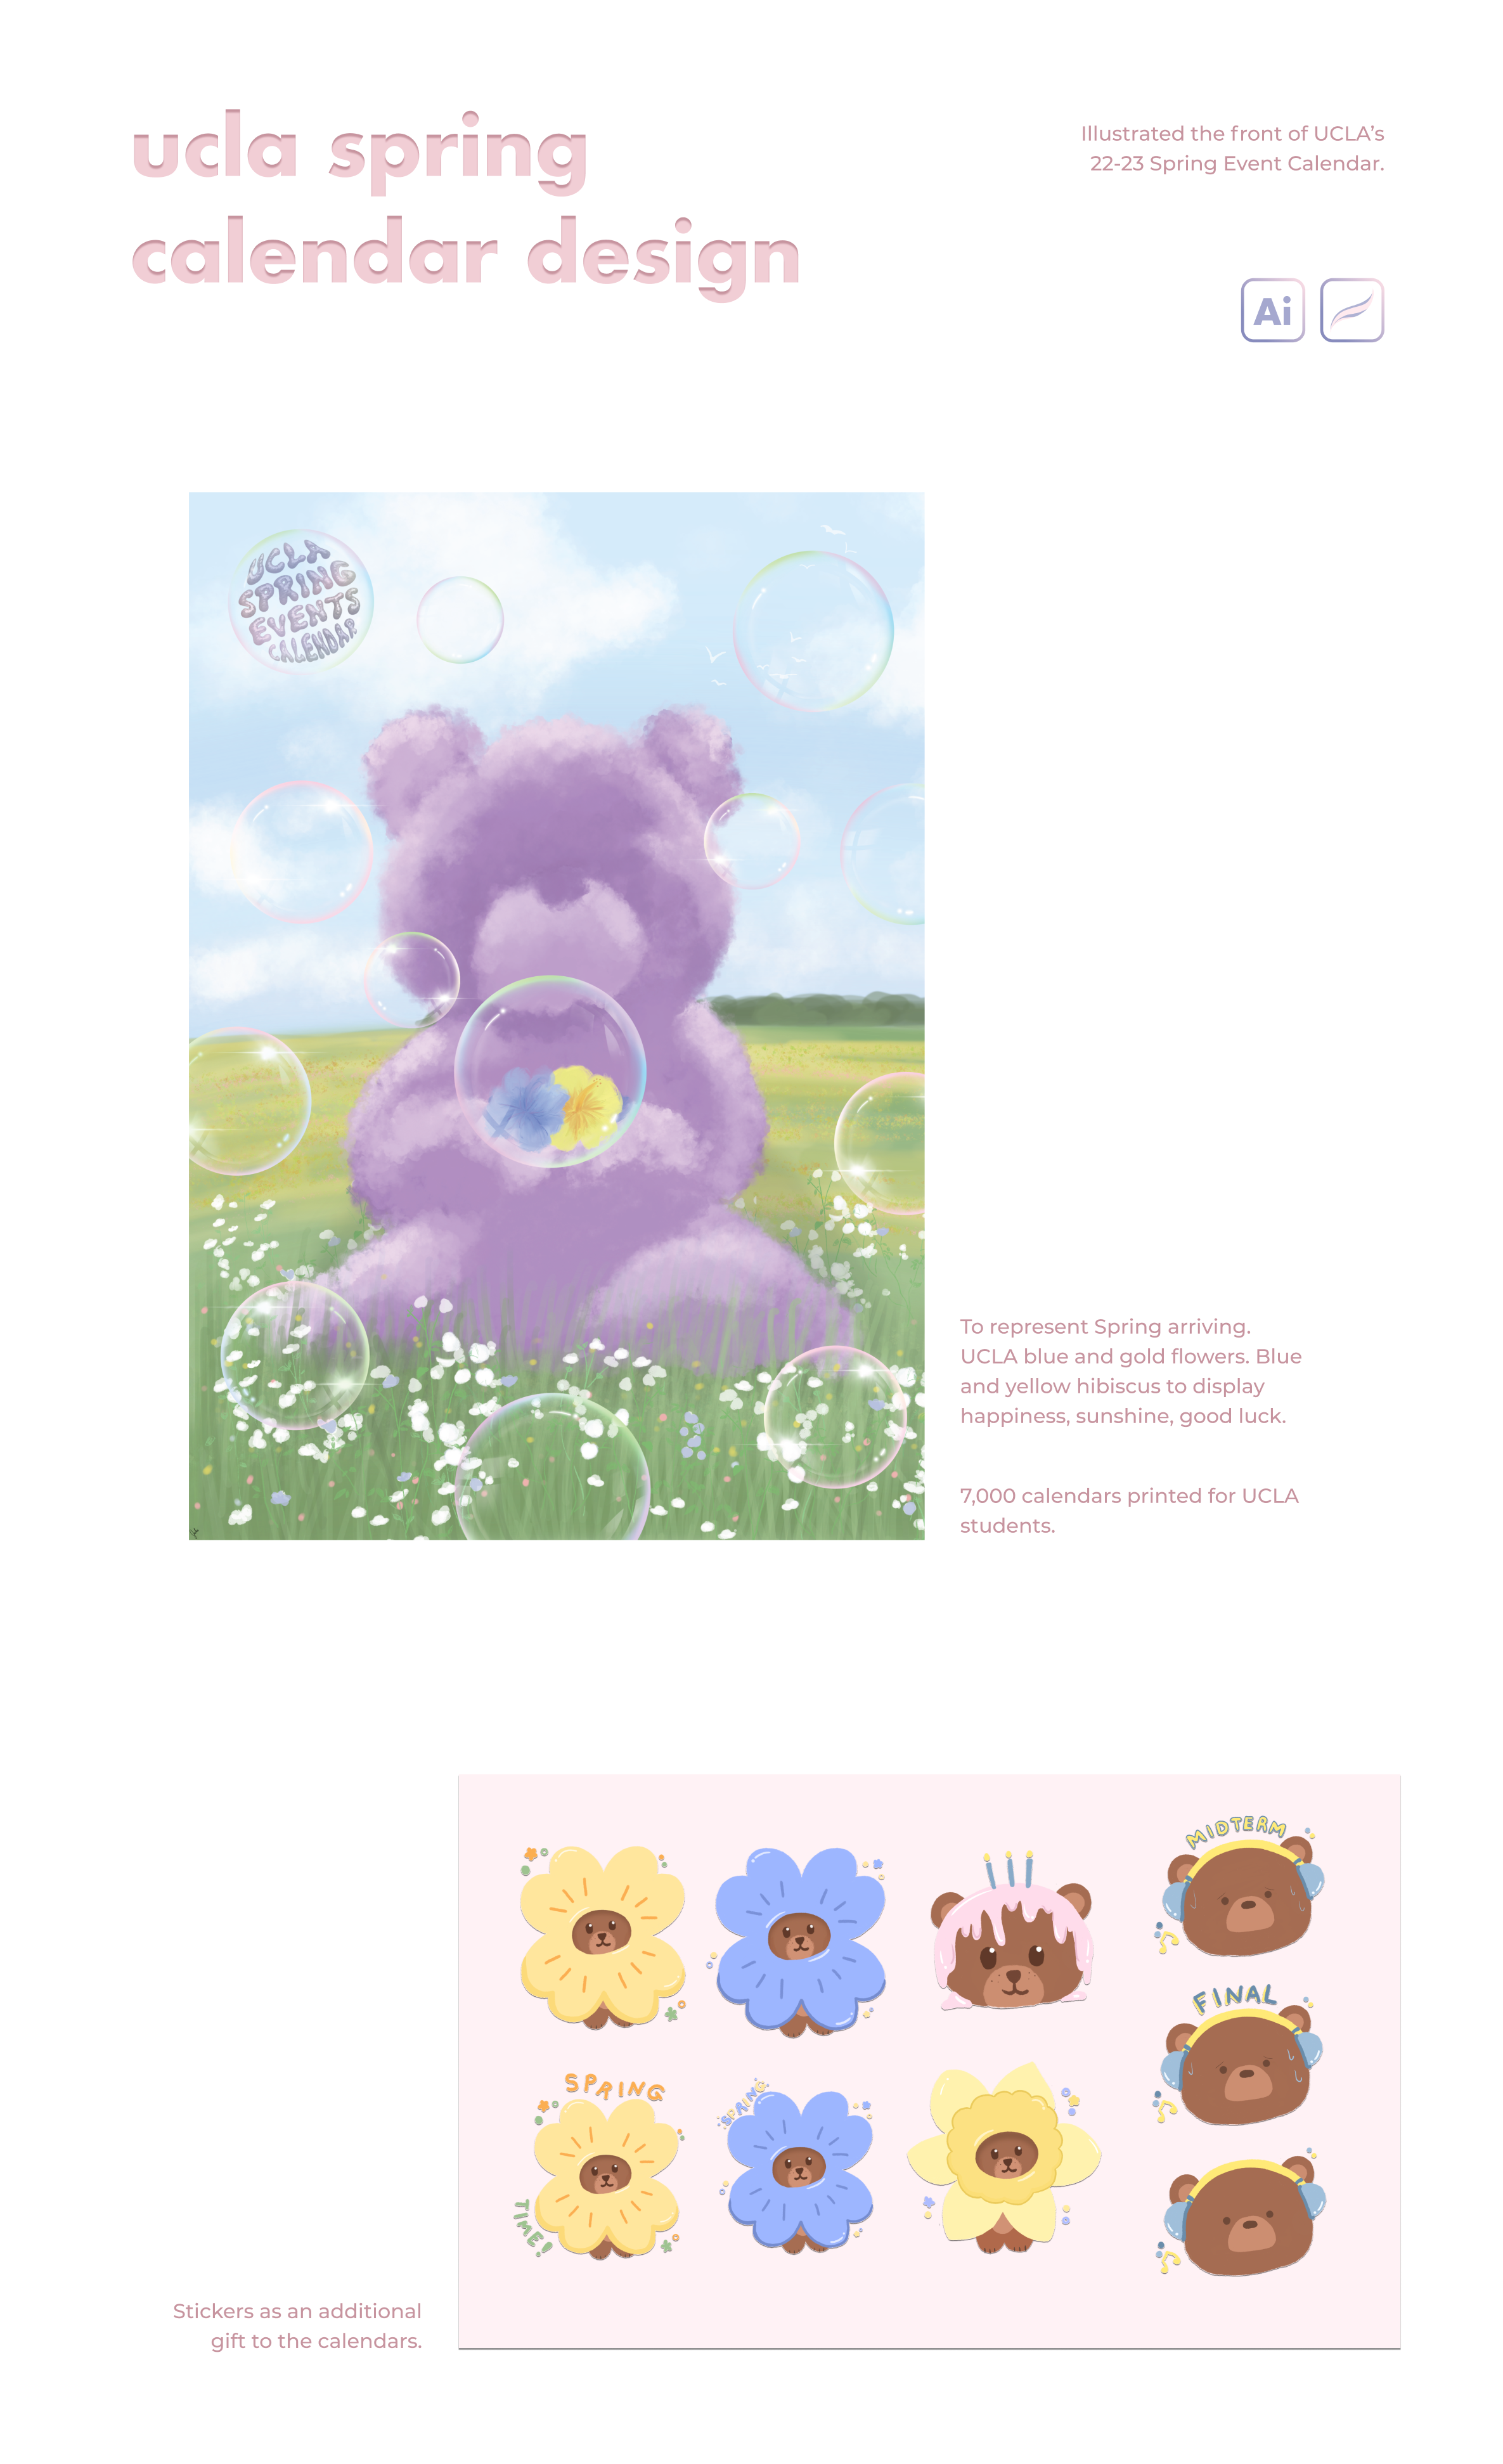 ucla spring
calendar design
Illustrated the front of UCLA's
22-23 Spring Event Calendar.
Ai
UCLA
SPRING
EVENTS
CALENDAR
To represent Spring arriving.
UCLA blue and gold flowers. Blue
and yellow hibiscus to display
happiness, sunshine, good luck.
7,000 calendars printed for UCLA
students.
MIDTERM
FINAL
SPRING
TIME!
SPRING
Stickers as an additional
gift to the calendars.